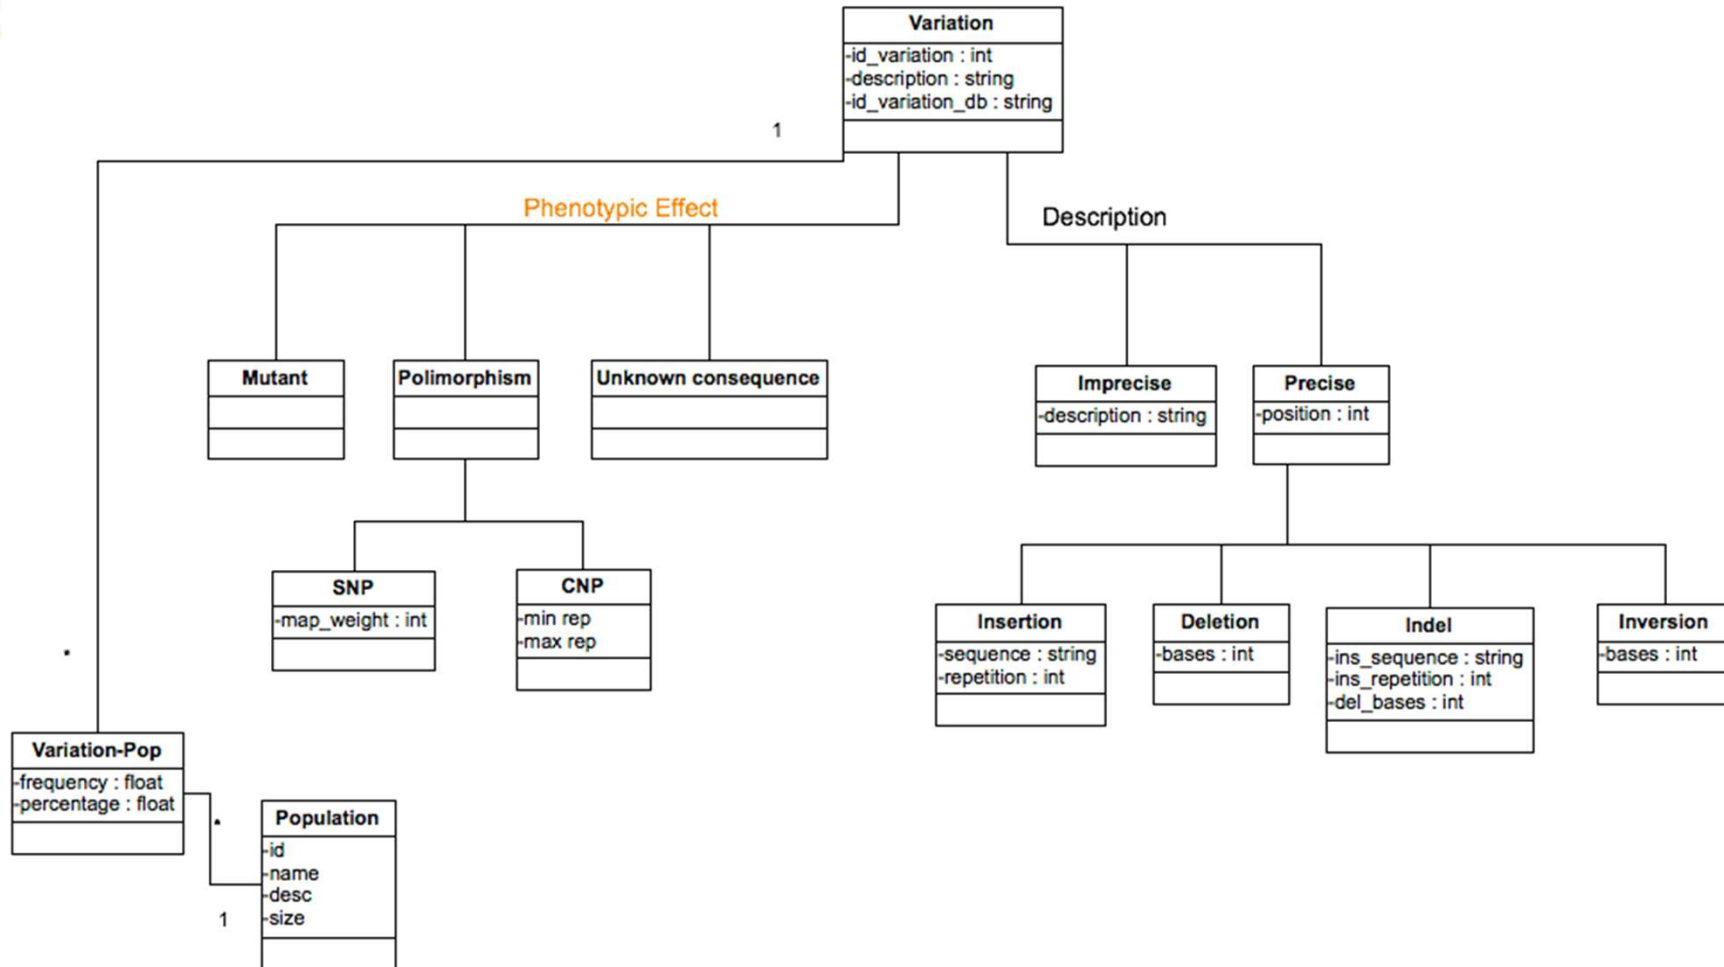 Variation
-id_variation : int
-description : string
-id_variation_db : string
1
Phenotypic Effect
Description
Mutant
Polimorphism
Unknown consequence
Imprecise
-description : string
Precise
-position : int
SNP
-map_weight : int
CNP
-min rep
-max rep
Insertion
-sequence : string
-repetition : int
Deletion
-bases : int
Indel
-ins_sequence : string
-ins_repetition : int
-del_bases : int
Inversion
-bases : int
*
Variation-Pop
-frequency : float
-percentage : float
*
Population
-id
-name
-desc
-size
1